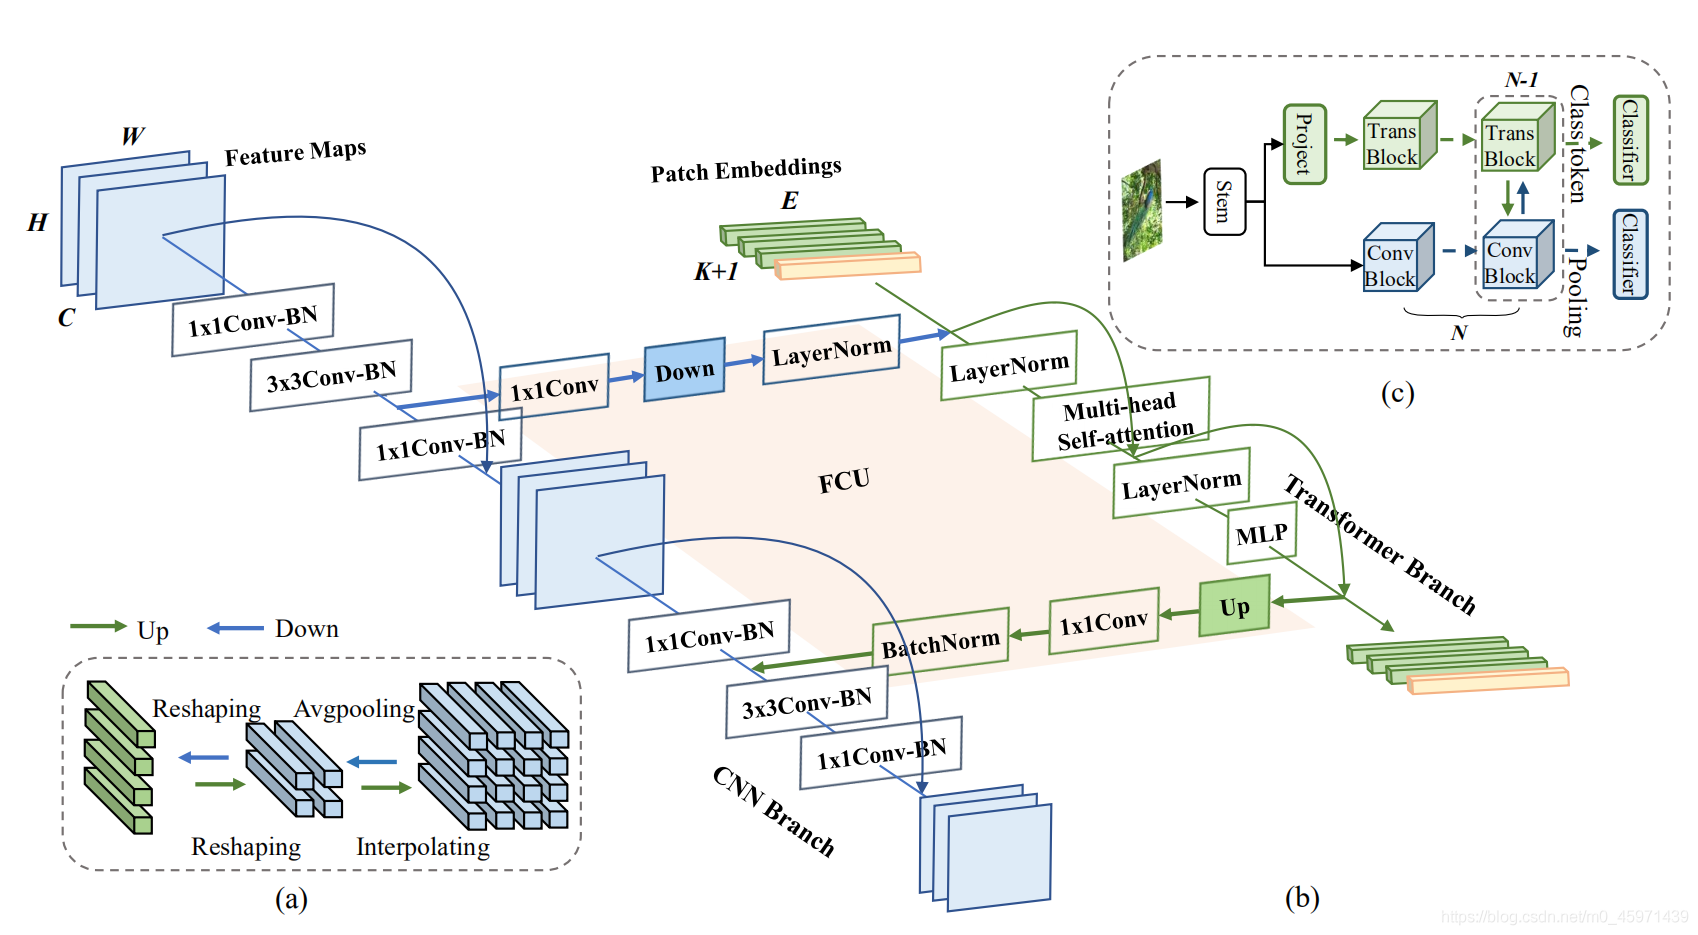 W
Feature Maps
H
C
1x1Conv-BN
3x3Conv-BN
1x1Conv-BN
1x1Conv
Down
LayerNorm
Patch Embeddings
E
K+1
LayerNorm
Multi-head
Self-attention
LayerNorm
MLP
Transformer Branch
FCU
Up
1x1Conv
BatchNorm
1x1Conv-BN
3x3Conv-BN
1x1Conv-BN
CNN Branch
(b)
Up
Down
Reshaping
Avgpooling
Reshaping
Interpolating
(a)
Stem
Project
Trans
Block
N-1
Trans
Block
Class token
Classifier
Conv
Block
Conv
Block
Pooling
Classifier
N
(c)
https://blog.csdn.net/m0_45971439